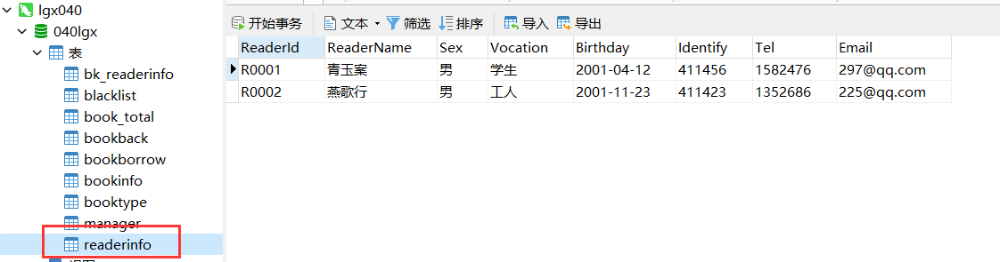 lgx040
040lgx
表
bk_readerinfo
blacklist
book_total
bookback
bookborrow
bookinfo
booktype
manager
readerinfo
开始事务 文本 筛选 排序 导入 导出
ReaderId ReaderName Sex Vocation Birthday Identify Tel Email
R0001 青玉案 男 学生 2001-04-12 411456 1582476 297@qq.com
R0002 燕歌行 男 工人 2001-11-23 411423 1352686 225@qq.com